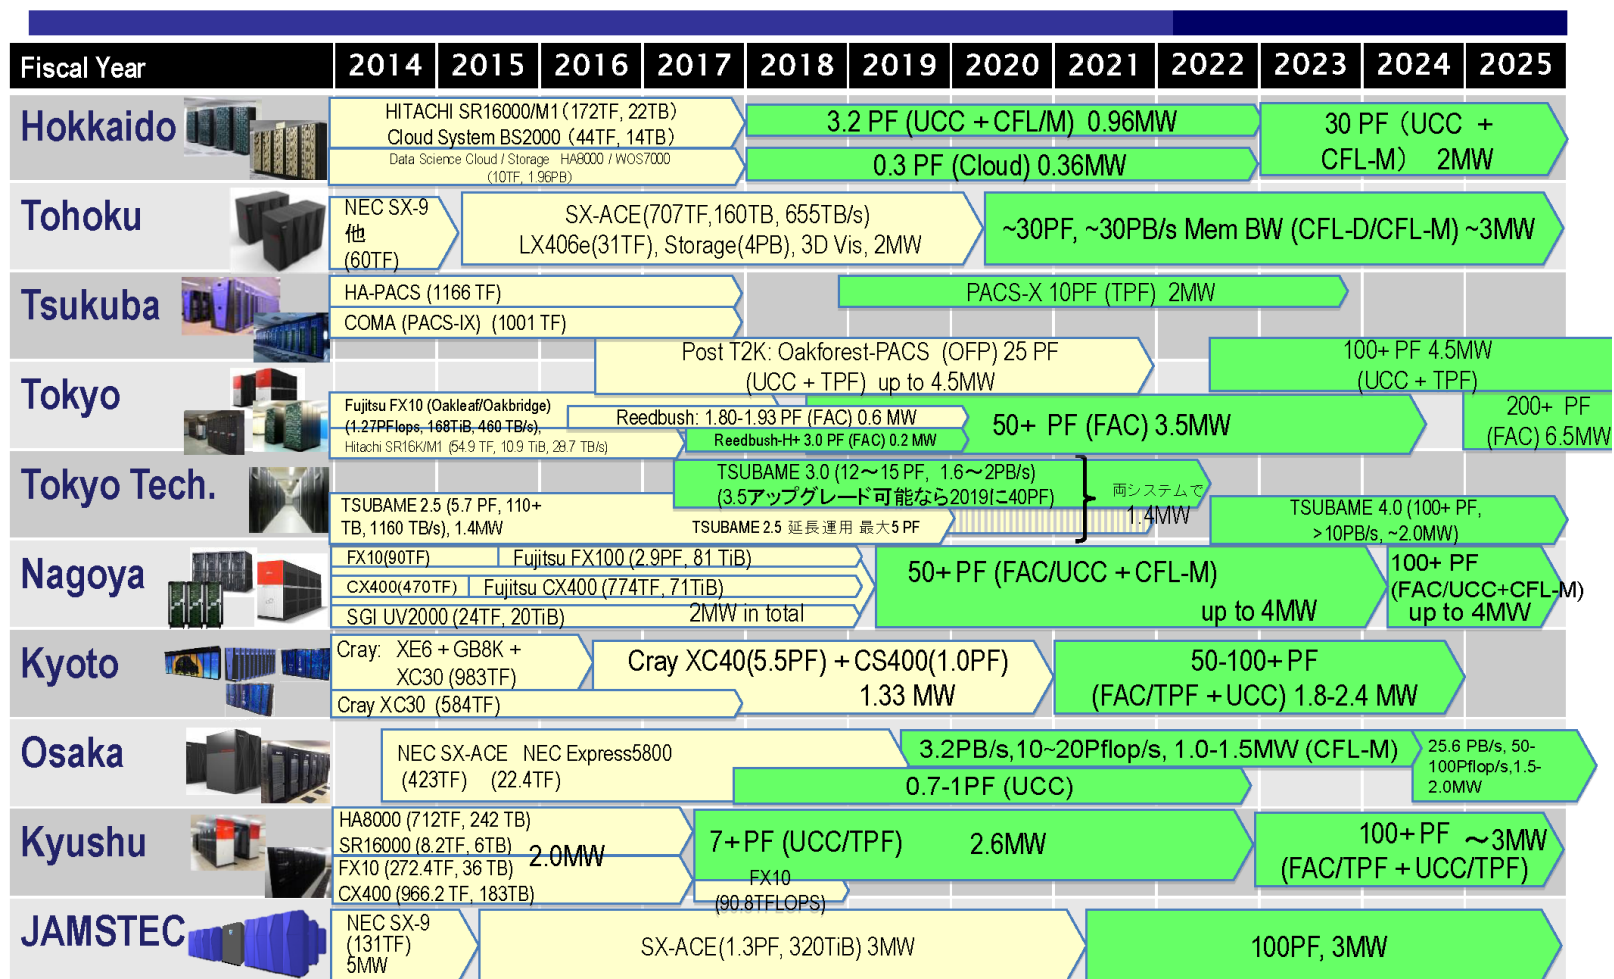 Fiscal Year 2014 2015 2016 2017 2018 2019 2020 2021 2022 2023 2024 2025
Hokkaido
HITACHI SR16000/M1 (172TF, 22TB)
Cloud System BS2000 (44TF, 14TB)
Data Science Cloud / Storage HA8000 / WOS7000
(10TF, 1.96PB)
3.2 PF (UCC + CFL/M) 0.96MW
0.3 PF (Cloud) 0.36MW
30 PF (UCC +
CFL-M) 2MW
Tohoku
NEC SX-9
他
(60TF)
SX-ACE(707TF,160TB, 655TB/s)
LX406e(31TF), Storage(4PB), 3D Vis, 2MW
~30PF, ~30PB/s Mem BW (CFL-D/CFL-M) ~3MW
Tsukuba
HA-PACS (1166 TF)
COMA (PACS-IX) (1001 TF)
PACS-X 10PF (TPF) 2MW
Post T2K: Oakforest-PACS (OFP) 25 PF
(UCC + TPF) up to 4.5MW
100+ PF 4.5MW
(UCC + TPF)
Tokyo
Fujitsu FX10 (Oakleaf/Oakbridge)
(1.27PFlops, 168TiB, 460 TB/s),
Hitachi SR16K/M1 (54.9 TF, 10.9 TiB, 28.7 TB/s)
Reedbush: 1.80-1.93 PF (FAC) 0.6 MW
Reedbush-H+ 3.0 PF (FAC) 0.2 MW
50+ PF (FAC) 3.5MW
200+ PF
(FAC) 6.5MW
Tokyo Tech.
TSUBAME 3.0 (12～15 PF, 1.6～2PB/s)
(3.5アップグレード可能なら2019に40PF)
両システムで
1.4MW
TSUBAME 2.5 (5.7 PF, 110+
TB, 1160 TB/s), 1.4MW
TSUBAME 2.5 延長運用 最大5 PF
TSUBAME 4.0 (100+ PF,
>10PB/s, ~2.0MW)
Nagoya
FX10(90TF)
Fujitsu FX100 (2.9PF, 81 TiB)
CX400(470TF)
Fujitsu CX400 (774TF, 71TiB)
SGI UV2000 (24TF, 20TiB)
2MW in total
50+ PF (FAC/UCC + CFL-M)
up to 4MW
100+ PF
(FAC/UCC+CFL-M)
up to 4MW
Kyoto
Cray: XE6 + GB8K +
XC30 (983TF)
Cray XC30 (584TF)
Cray XC40(5.5PF) + CS400(1.0PF)
1.33 MW
50-100+ PF
(FAC/TPF + UCC) 1.8-2.4 MW
Osaka
NEC SX-ACE NEC Express5800
(423TF) (22.4TF)
3.2PB/s,10~20Pflop/s, 1.0-1.5MW (CFL-M)
0.7-1PF (UCC)
25.6 PB/s, 50-
100Pflop/s,1.5-
2.0MW
Kyushu
HA8000 (712TF, 242 TB)
SR16000 (8.2TF, 6TB)
2.0MW
FX10 (272.4TF, 36 TB)
CX400 (966.2 TF, 183TB)
7+ PF (UCC/TPF) 2.6MW
FX10
(90.8TFLOPS)
100+ PF ～3MW
(FAC/TPF + UCC/TPF)
JAMSTEC
NEC SX-9
(131TF)
5MW
SX-ACE(1.3PF, 320TiB) 3MW
100PF, 3MW